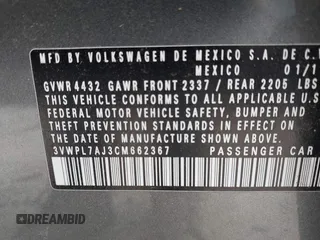 MFD BY VOLKSWAGEN DE MEXICO S.A. DE C.V
MEXICO 01/1
GVWR 4432 GAWR FRONT 2337 / REAR 2205 LBS
THIS VEHICLE CONFORMS TO ALL APPLICABLE U.S
FEDERAL MOTOR VEHICLE SAFETY, BUMPER AND
THEFT PREVENTION STANDARDS IN EFFECT ON THE
DATE OF MANUFACTURE SHOWN ABOVE.
3VWPL7AJ3CM662367 PASSENGER CAR
© DREAMBID